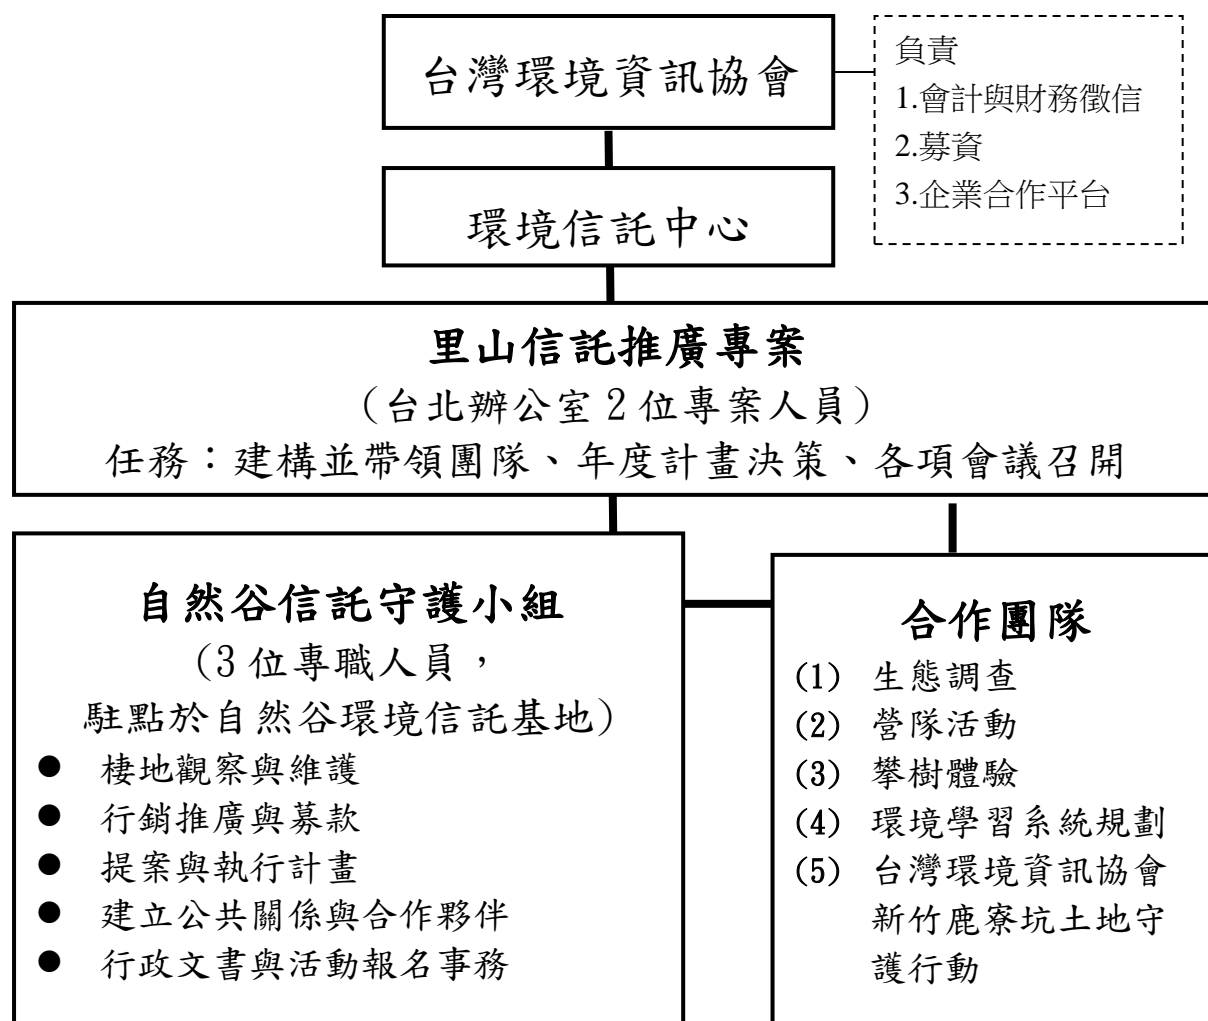 台灣環境資訊協會
負責
1.會計與財務徵信
2.募資
3.企業合作平台
環境信託中心
里山信託推廣專案
（台北辦公室 2 位專案人員）
任務：建構並帶領團隊、年度計畫決策、各項會議召開
自然谷信託守護小組
（3 位專職人員，
駐點於自然谷環境信託基地）
● 棲地觀察與維護
● 行銷推廣與募款
● 提案與執行計畫
● 建立公共關係與合作夥伴
● 行政文書與活動報名事務
合作團隊
(1) 生態調查
(2) 營隊活動
(3) 攀樹體驗
(4) 環境學習系統規劃
(5) 台灣環境資訊協會
新竹鹿寮坑土地守
護行動